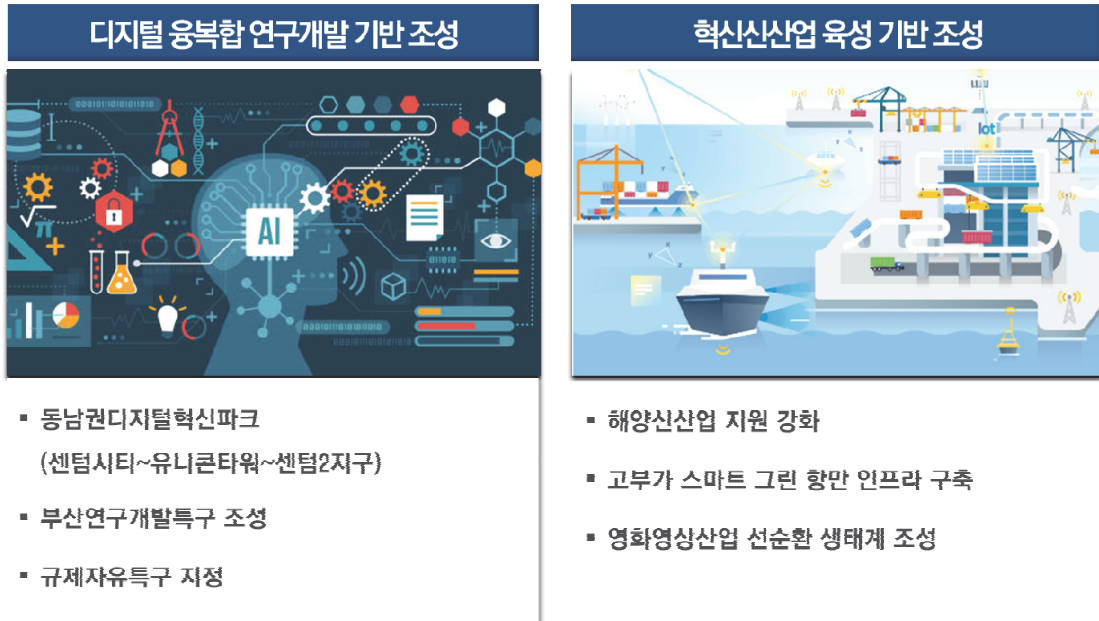 디지털 융복합 연구개발 기반 조성
AI
▪ 동남권디지털혁신파크
(센텀시티~유니콘타워~센텀2지구)
▪ 부산연구개발특구 조성
▪ 규제자유특구 지정
혁신신산업 육성 기반 조성
Iot
▪ 해양신산업 지원 강화
▪ 고부가 스마트 그린 항만 인프라 구축
▪ 영화영상산업 선순환 생태계 조성